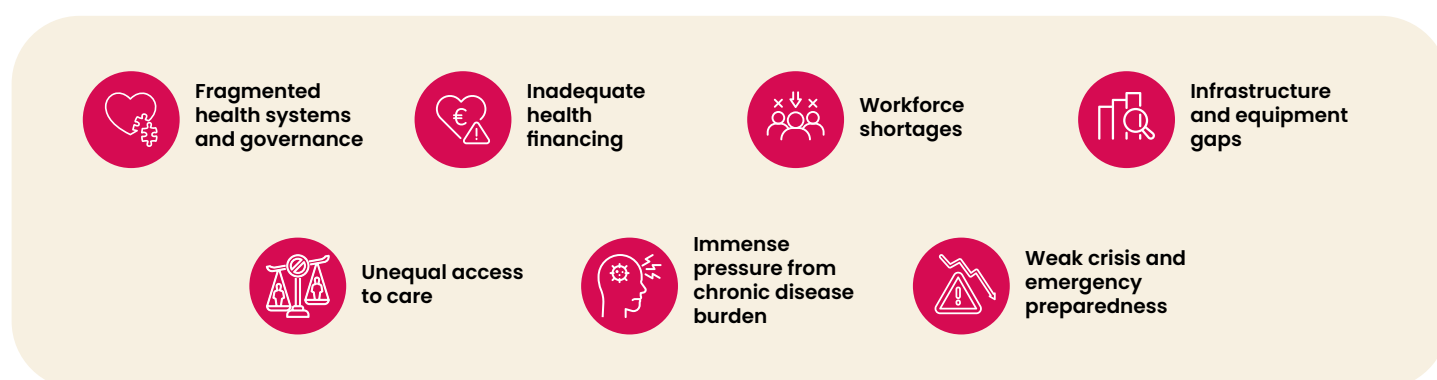 Fragmented
health systems
and governance
Inadequate
health
financing
Workforce
shortages
Infrastructure
and equipment
gaps
Unequal access
to care
Immense
pressure from
chronic disease
burden
Weak crisis and
emergency
preparedness